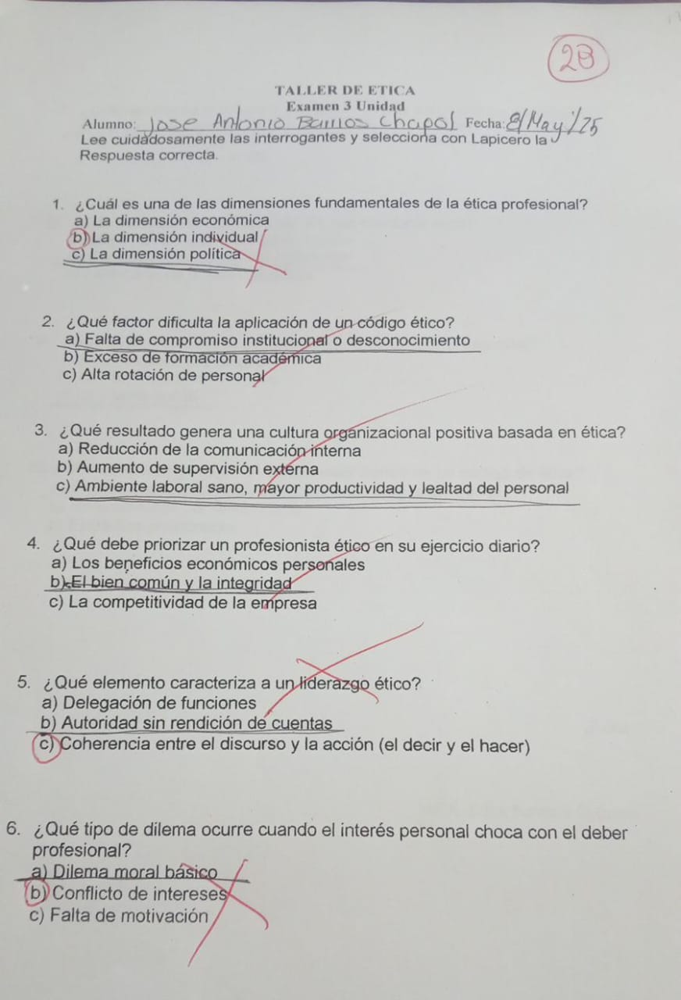 2B
TALLER DE ETICA
Examen 3 Unidad
Alumno: Jose Antonio Barrios Chapol Fecha: 8/May/25
Lee cuidadosamente las interrogantes y selecciona con Lapicero la
Respuesta correcta.
1. ¿Cuál es una de las dimensiones fundamentales de la ética profesional?
a) La dimensión económica
b) La dimensión individual
c) La dimensión política
2. ¿Qué factor dificulta la aplicación de un código ético?
a) Falta de compromiso institucional o desconocimiento
b) Exceso de formación académica
c) Alta rotación de personal
3. ¿Qué resultado genera una cultura organizacional positiva basada en ética?
a) Reducción de la comunicación interna
b) Aumento de supervisión externa
c) Ambiente laboral sano, mayor productividad y lealtad del personal
4. ¿Qué debe priorizar un profesionista ético en su ejercicio diario?
a) Los beneficios económicos personales
b) El bien común y la integridad
c) La competitividad de la empresa
5. ¿Qué elemento caracteriza a un liderazgo ético?
a) Delegación de funciones
b) Autoridad sin rendición de cuentas
c) Coherencia entre el discurso y la acción (el decir y el hacer)
6. ¿Qué tipo de dilema ocurre cuando el interés personal choca con el deber
profesional?
a) Dilema moral básico
b) Conflicto de intereses
c) Falta de motivación